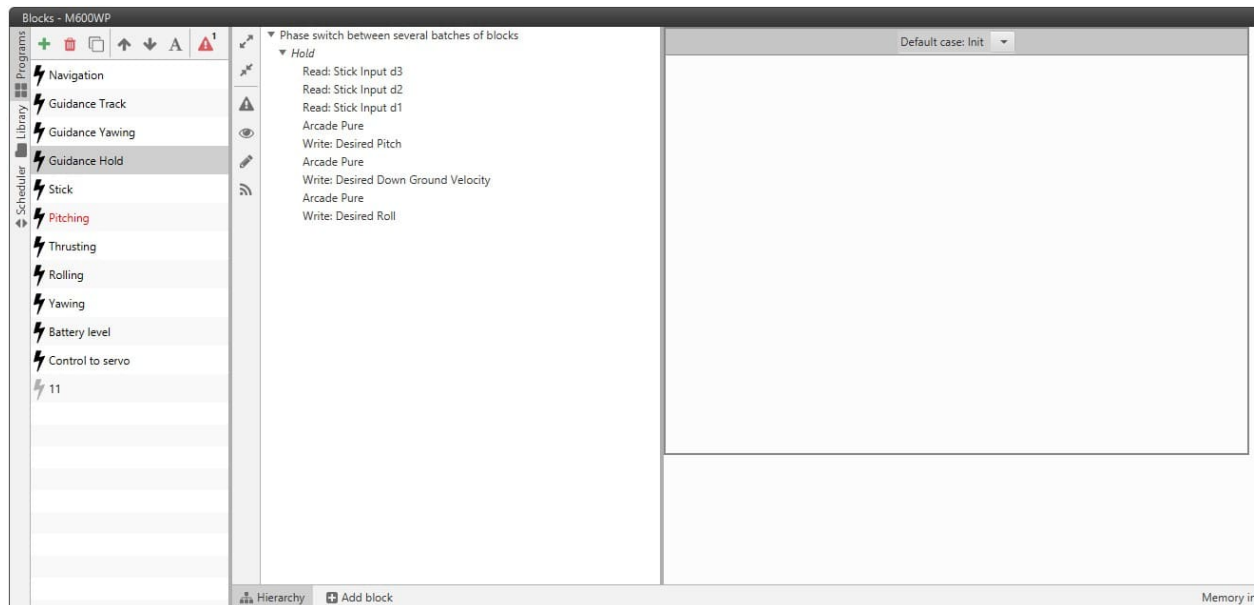 Blocks - M600WP
Programs
Library
Scheduler
A
1
Navigation
Guidance Track
Guidance Yawing
Guidance Hold
Stick
Pitching
Thrusting
Rolling
Yawing
Battery level
Control to servo
11
Phase switch between several batches of blocks
Hold
Read: Stick Input d3
Read: Stick Input d2
Read: Stick Input d1
Arcade Pure
Write: Desired Pitch
Arcade Pure
Write: Desired Down Ground Velocity
Arcade Pure
Write: Desired Roll
Default case: Init
Hierarchy
Add block
Memory in